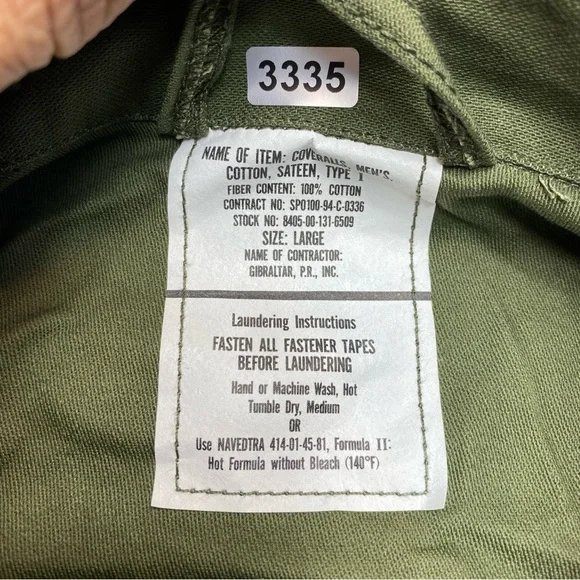 3335
NAME OF ITEM: COVERALLS, MEN'S,
COTTON, SATEEN, TYPE I
FIBER CONTENT: 100% COTTON
CONTRACT NO: SPO100-94-C-0336
STOCK NO: 8405-00-131-6509
SIZE: LARGE
NAME OF CONTRACTOR:
GIBRALTAR, P.R., INC.
Laundering Instructions
FASTEN ALL FASTENER TAPES
BEFORE LAUNDERING
Hand or Machine Wash, Hot
Tumble Dry, Medium
OR
Use NAVEDTRA 414-01-45-81, Formula II:
Hot Formula without Bleach (140°F)